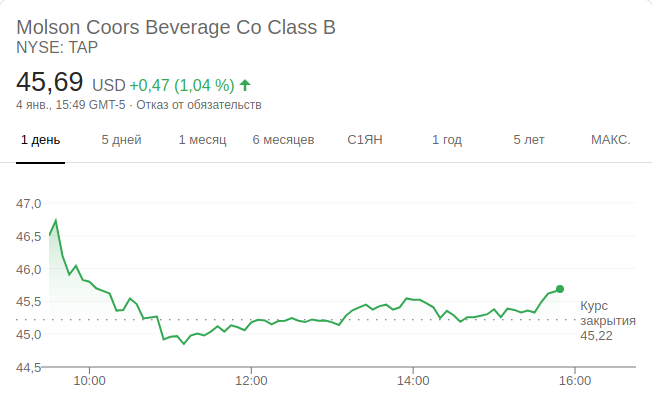 Molson Coors Beverage Co Class B
NYSE: TAP
45,69 USD +0,47 (1,04 %)
4 янв., 15:49 GMT-5 · Отказ от обязательств
1 день 5 дней 1 месяц 6 месяцев С1ЯН 1 год 5 лет МАКС.
47,0
46,5
46,0
45,5
45,0
44,5
Курс
закрытия
45,22
10:00 12:00 14:00 16:00